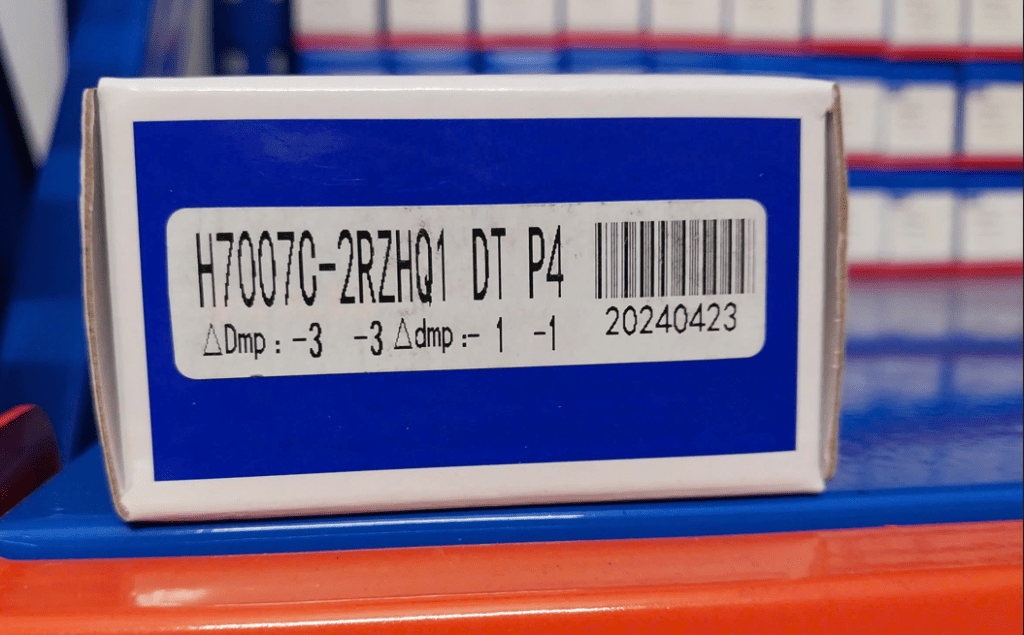 H7007C-2RZHQ1 DT P4
△Dmp: -3 -3 △dmp:- 1 -1
20240423